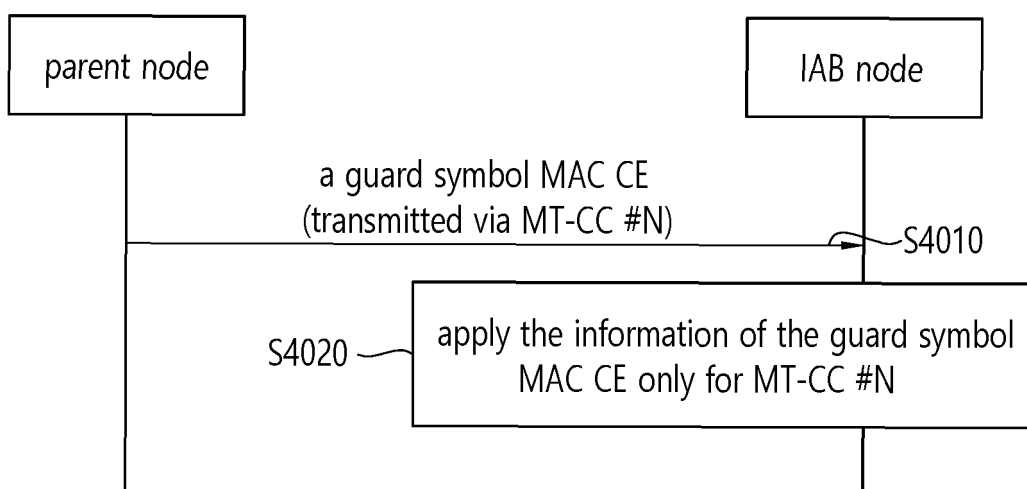 parent node
IAB node
a guard symbol MAC CE
(transmitted via MT-CC #N)
S4010
S4020
apply the information of the guard symbol
MAC CE only for MT-CC #N